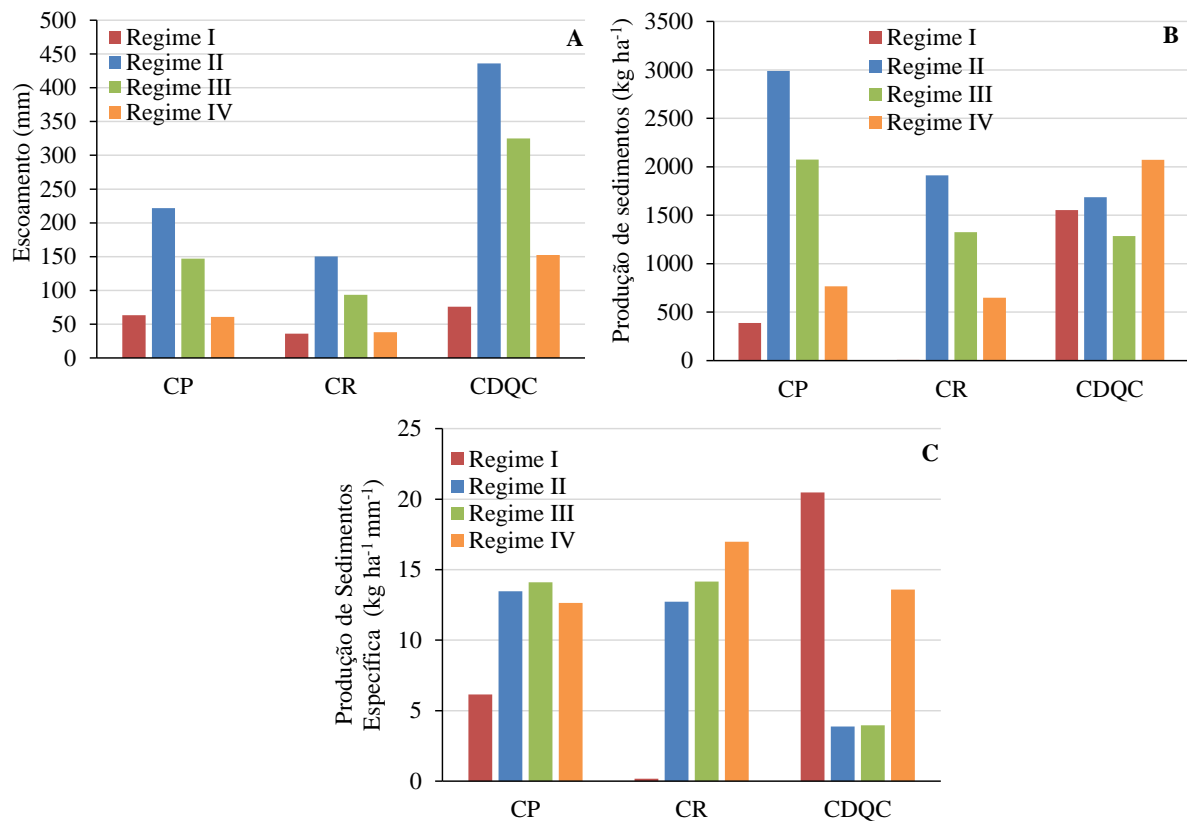 A
Escoamento (mm)
500
450
400
350
300
250
200
150
100
50
0
Regime I
Regime II
Regime III
Regime IV
CP CR CDQC
B
Produção de sedimentos (kg ha⁻¹)
3500
3000
2500
2000
1500
1000
500
0
Regime I
Regime II
Regime III
Regime IV
CP CR CDQC
C
Produção de Sedimentos
Específica (kg ha⁻¹ mm⁻¹)
25
20
15
10
5
0
Regime I
Regime II
Regime III
Regime IV
CP CR CDQC